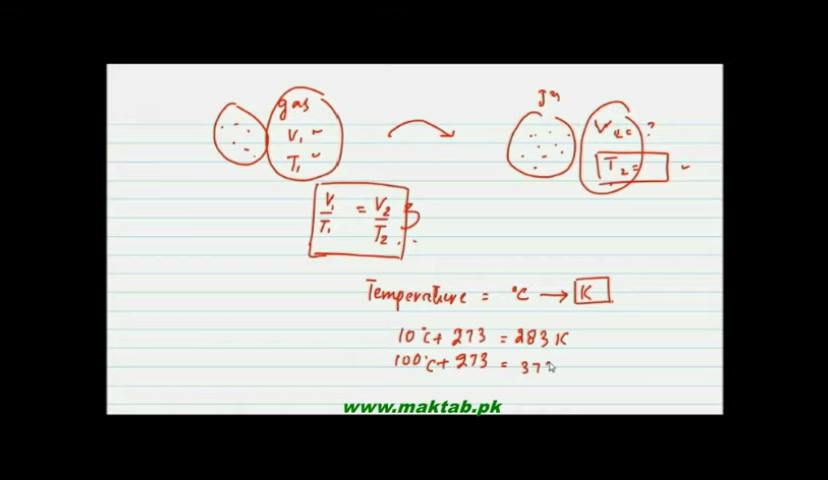 gas
V₁
T₁
V₂ = ?
T₂ =
V₁/T₁ = V₂/T₂
Temperature = °C → K
10°C + 273 = 283 K
100°C + 273 = 37
www.maktab.pk